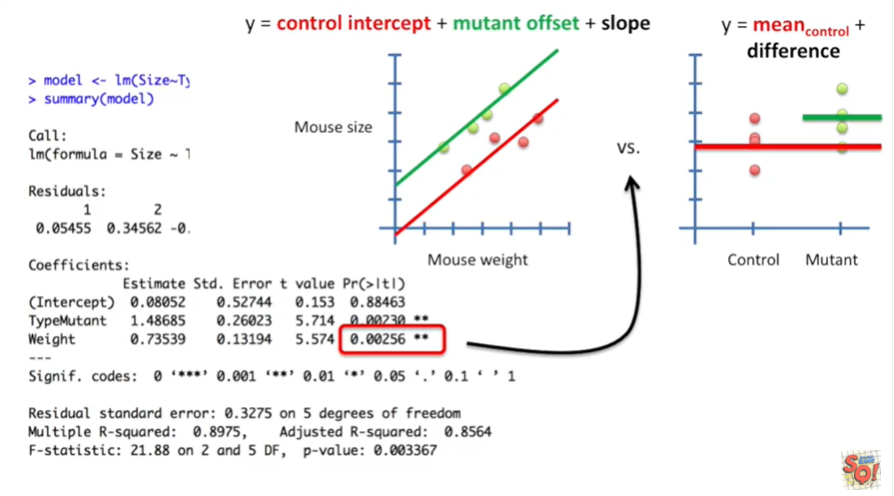 y = control intercept + mutant offset + slope
y = mean control +
difference
> model <- lm(Size~Ty
> summary(model)
Call:
lm(formula = Size ~
Residuals:
1 2
0.05455 0.34562 -0.
Coefficients:
Estimate Std. Error t value Pr(>|t|)
(Intercept) 0.08052 0.52744 0.153 0.88463
TypeMutant 1.48685 0.26023 5.714 0.00230 **
Weight 0.73539 0.13194 5.574 0.00256 **
---
Signif. codes: 0 ‘***’ 0.001 ‘**’ 0.01 ‘*’ 0.05 ‘.’ 0.1 ‘ ’ 1
Residual standard error: 0.3275 on 5 degrees of freedom
Multiple R-squared: 0.8975, Adjusted R-squared: 0.8564
F-statistic: 21.88 on 2 and 5 DF, p-value: 0.003367
Mouse size
Mouse weight
vs.
Control Mutant
SQ!